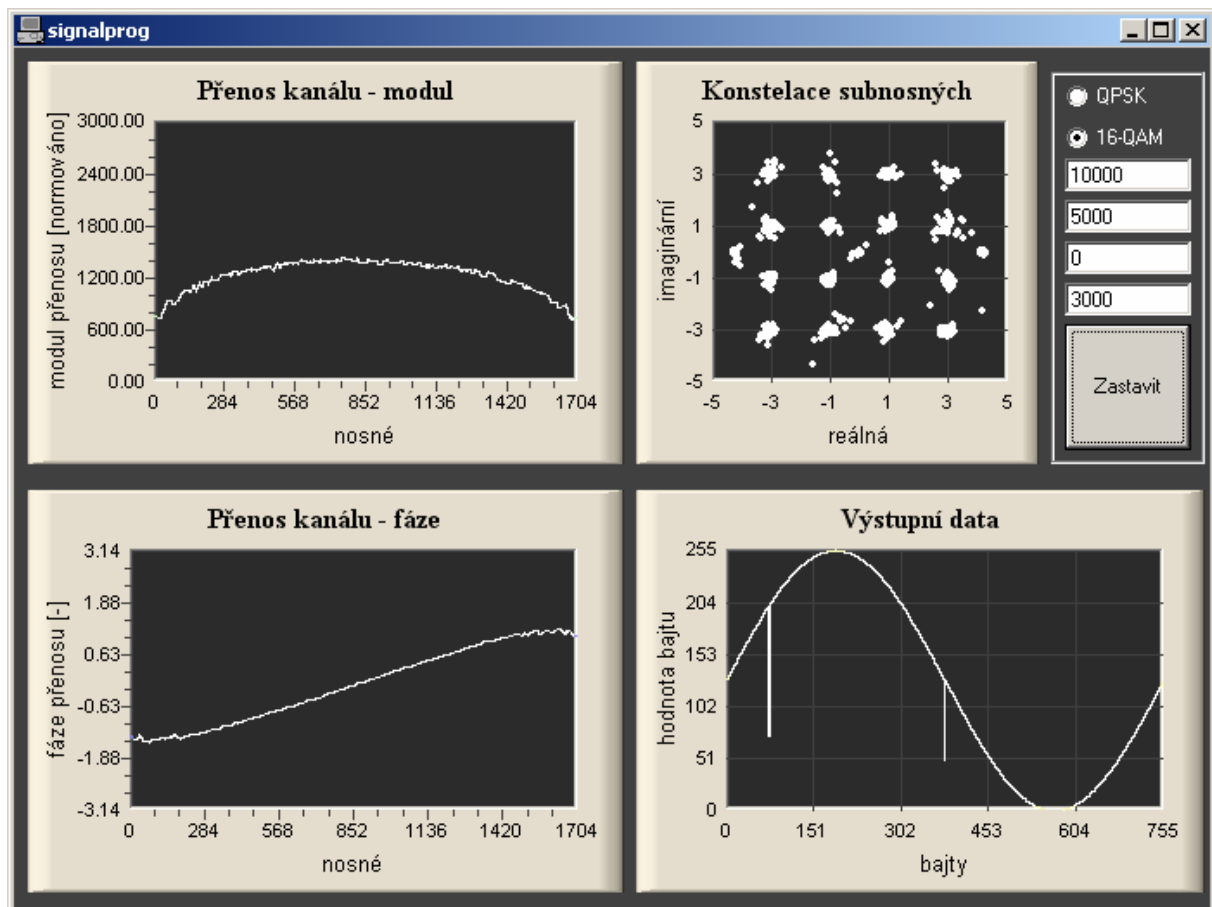 signalprog
Přenos kanálu - modul
modul přenosu [normováno]
3000.00
2400.00
1800.00
1200.00
600.00
0.00
0 284 568 852 1136 1420 1704
nosné
Konstelace subnosných
imaginární
5
3
1
-1
-3
-5
-5 -3 -1 1 3 5
reálná
QPSK
16-QAM
10000
5000
0
3000
Zastavit
Přenos kanálu - fáze
fáze přenosu [-]
3.14
1.88
0.63
-0.63
-1.88
-3.14
0 284 568 852 1136 1420 1704
nosné
Výstupní data
hodnota bajtu
255
204
153
102
51
0
0 151 302 453 604 755
bajty